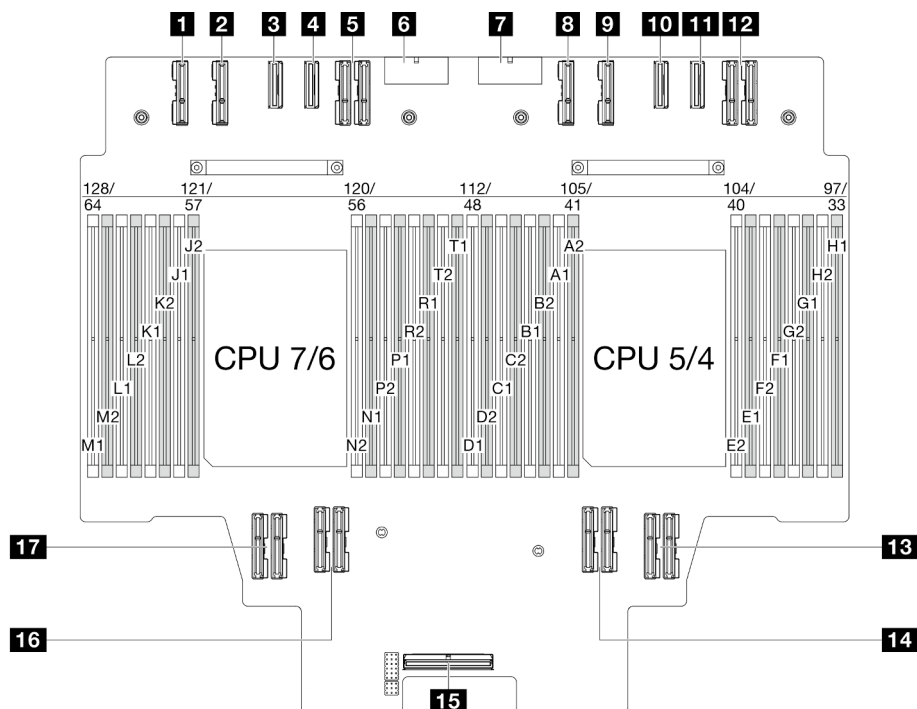 1 2 3 4 5 6 7 8 9 10 11 12
128/ 121/ 120/ 112/ 105/ 104/ 97/
64 57 56 48 41 40 33
J2 T1 A2 H1
J1 T2 A1 H2
K2 R1 B2 G1
K1 R2 B1 G2
CPU 7/6 CPU 5/4
L2 P1 C2 F1
L1 P2 C1 F2
M2 N1 D2 E1
M1 N2 D1 E2
17 13
16 14
15